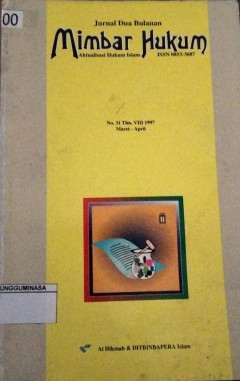 00
Jurnal Dua Bulanan
Mimbar Hukum
Aktualisasi Hukum Islam ISSN 0853-3687
No. 31 Thn. VIII 1997
Maret - April
UNGGUMINASA
Al Hikmah & DITBINBAPERA Islam